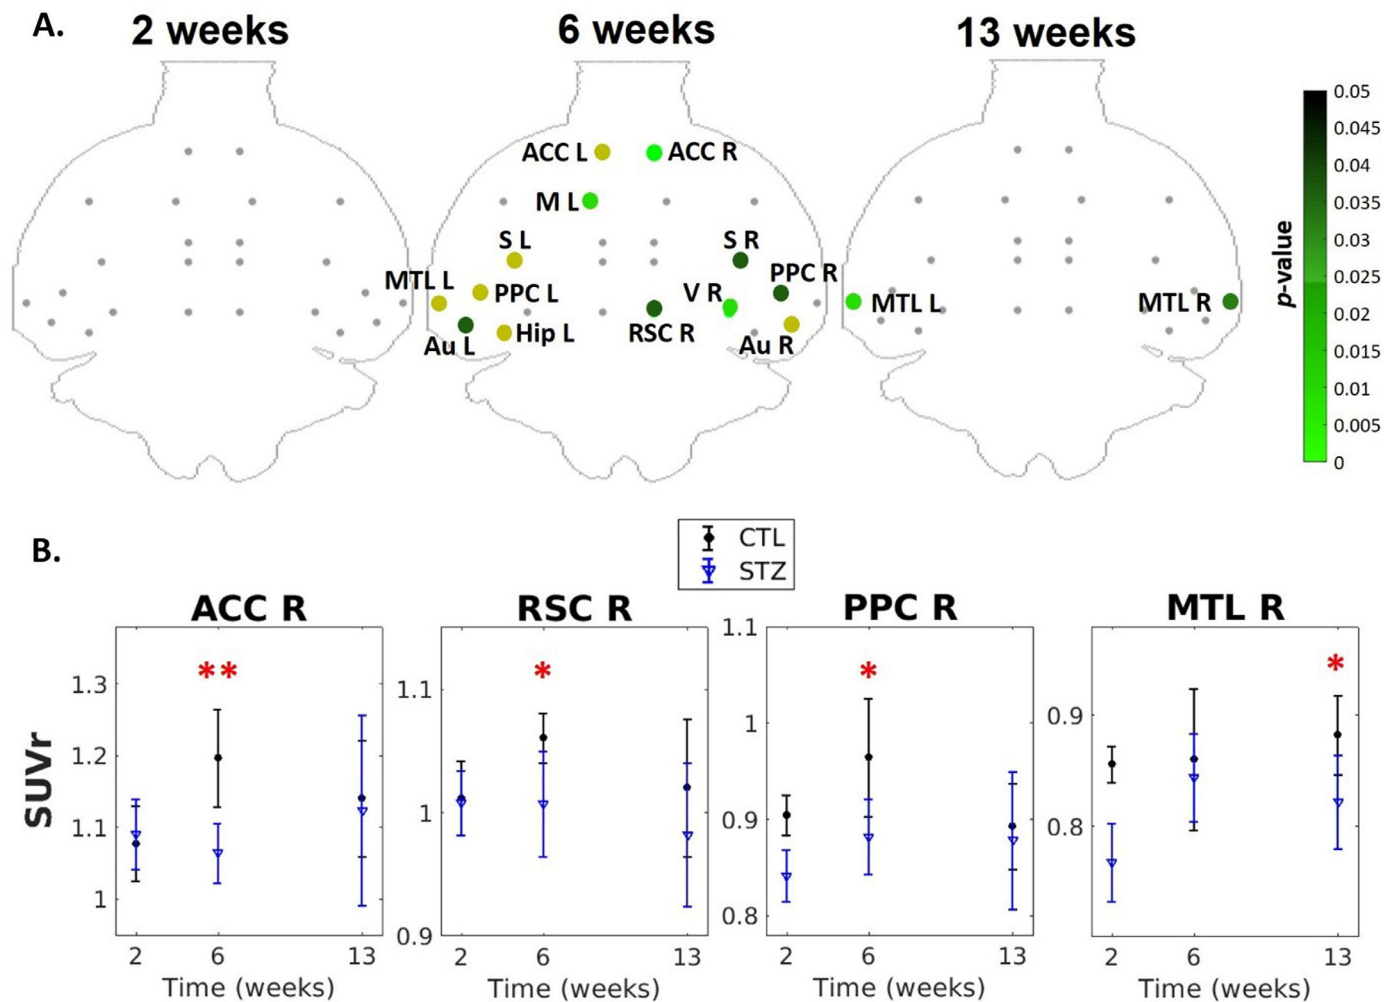 A.
2 weeks
6 weeks
13 weeks
ACC L
ACC R
M L
S L
S R
MTL L
PPC L
PPC R
V R
Au L
Hip L
RSC R
Au R
MTL L
MTL R
0.05
0.045
0.04
0.035
0.03
0.025
0.02
0.015
0.01
0.005
0
p-value
B.
CTL
STZ
ACC R
RSC R
PPC R
MTL R
SUVr
**
1.3
1.2
1.1
1
2 6 13
Time (weeks)
*
1.1
1
0.9
2 6 13
Time (weeks)
*
1.1
1
0.9
0.8
2 6 13
Time (weeks)
*
0.9
0.8
2 6 13
Time (weeks)